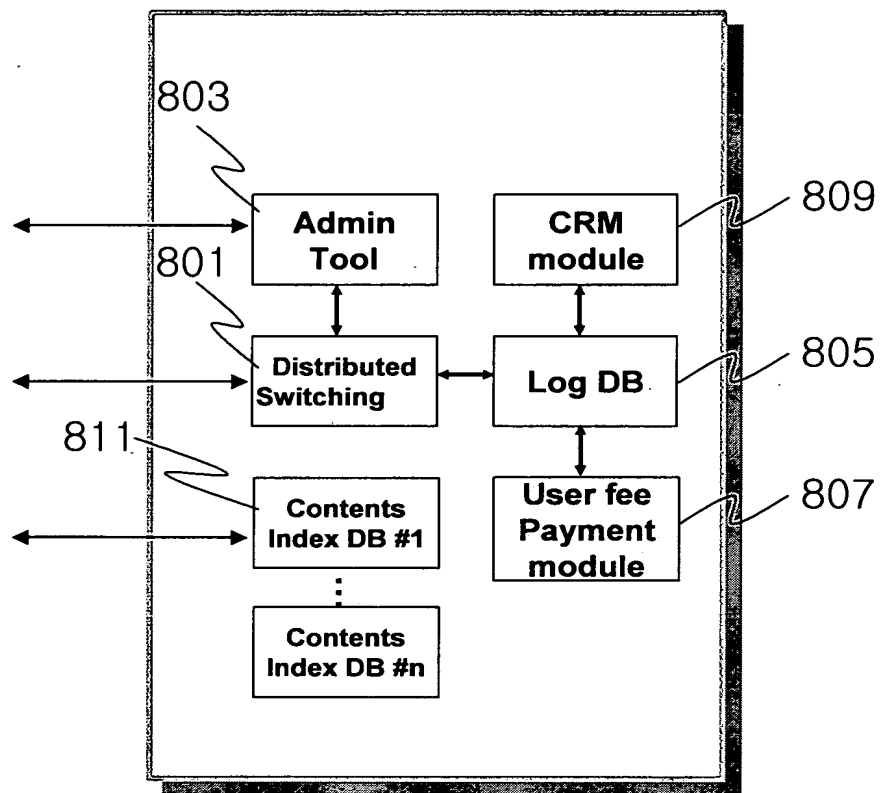 803
Admin
Tool
CRM
module
809
801
Distributed
Switching
Log DB
805
811
Contents
Index DB #1
User fee
Payment
module
807
Contents
Index DB #n